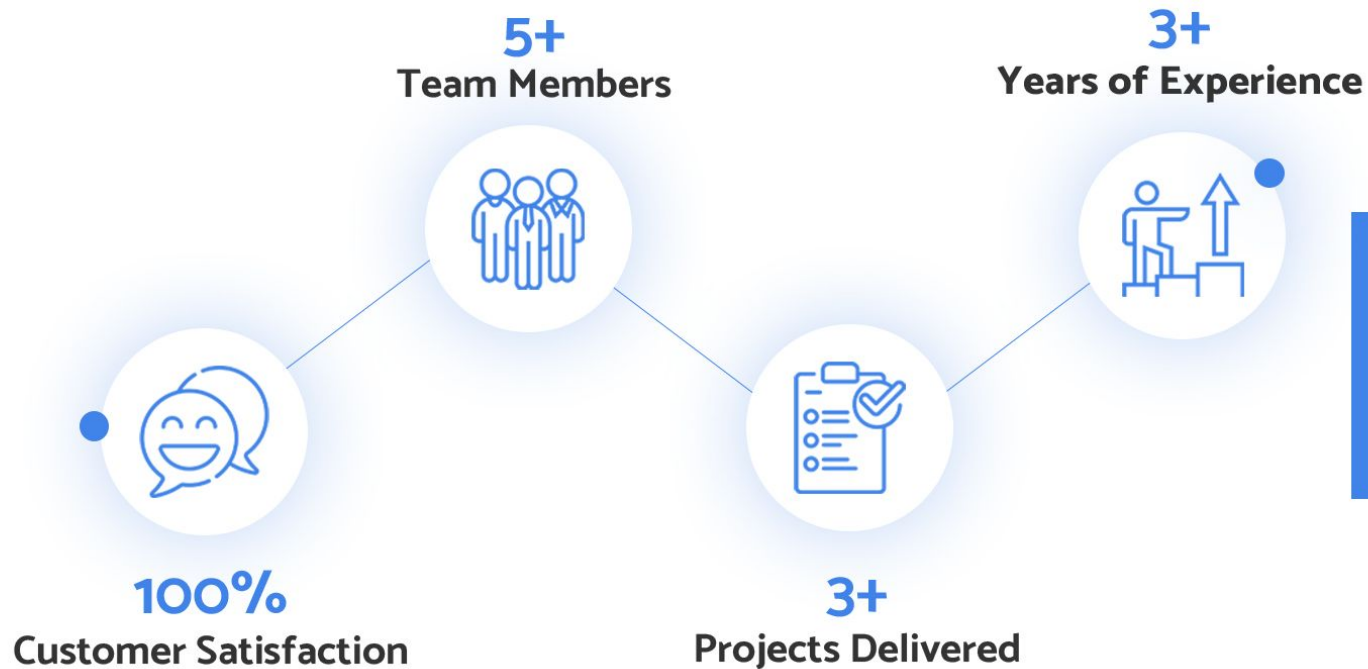 5+
Team Members
3+
Years of Experience
100%
Customer Satisfaction
3+
Projects Delivered